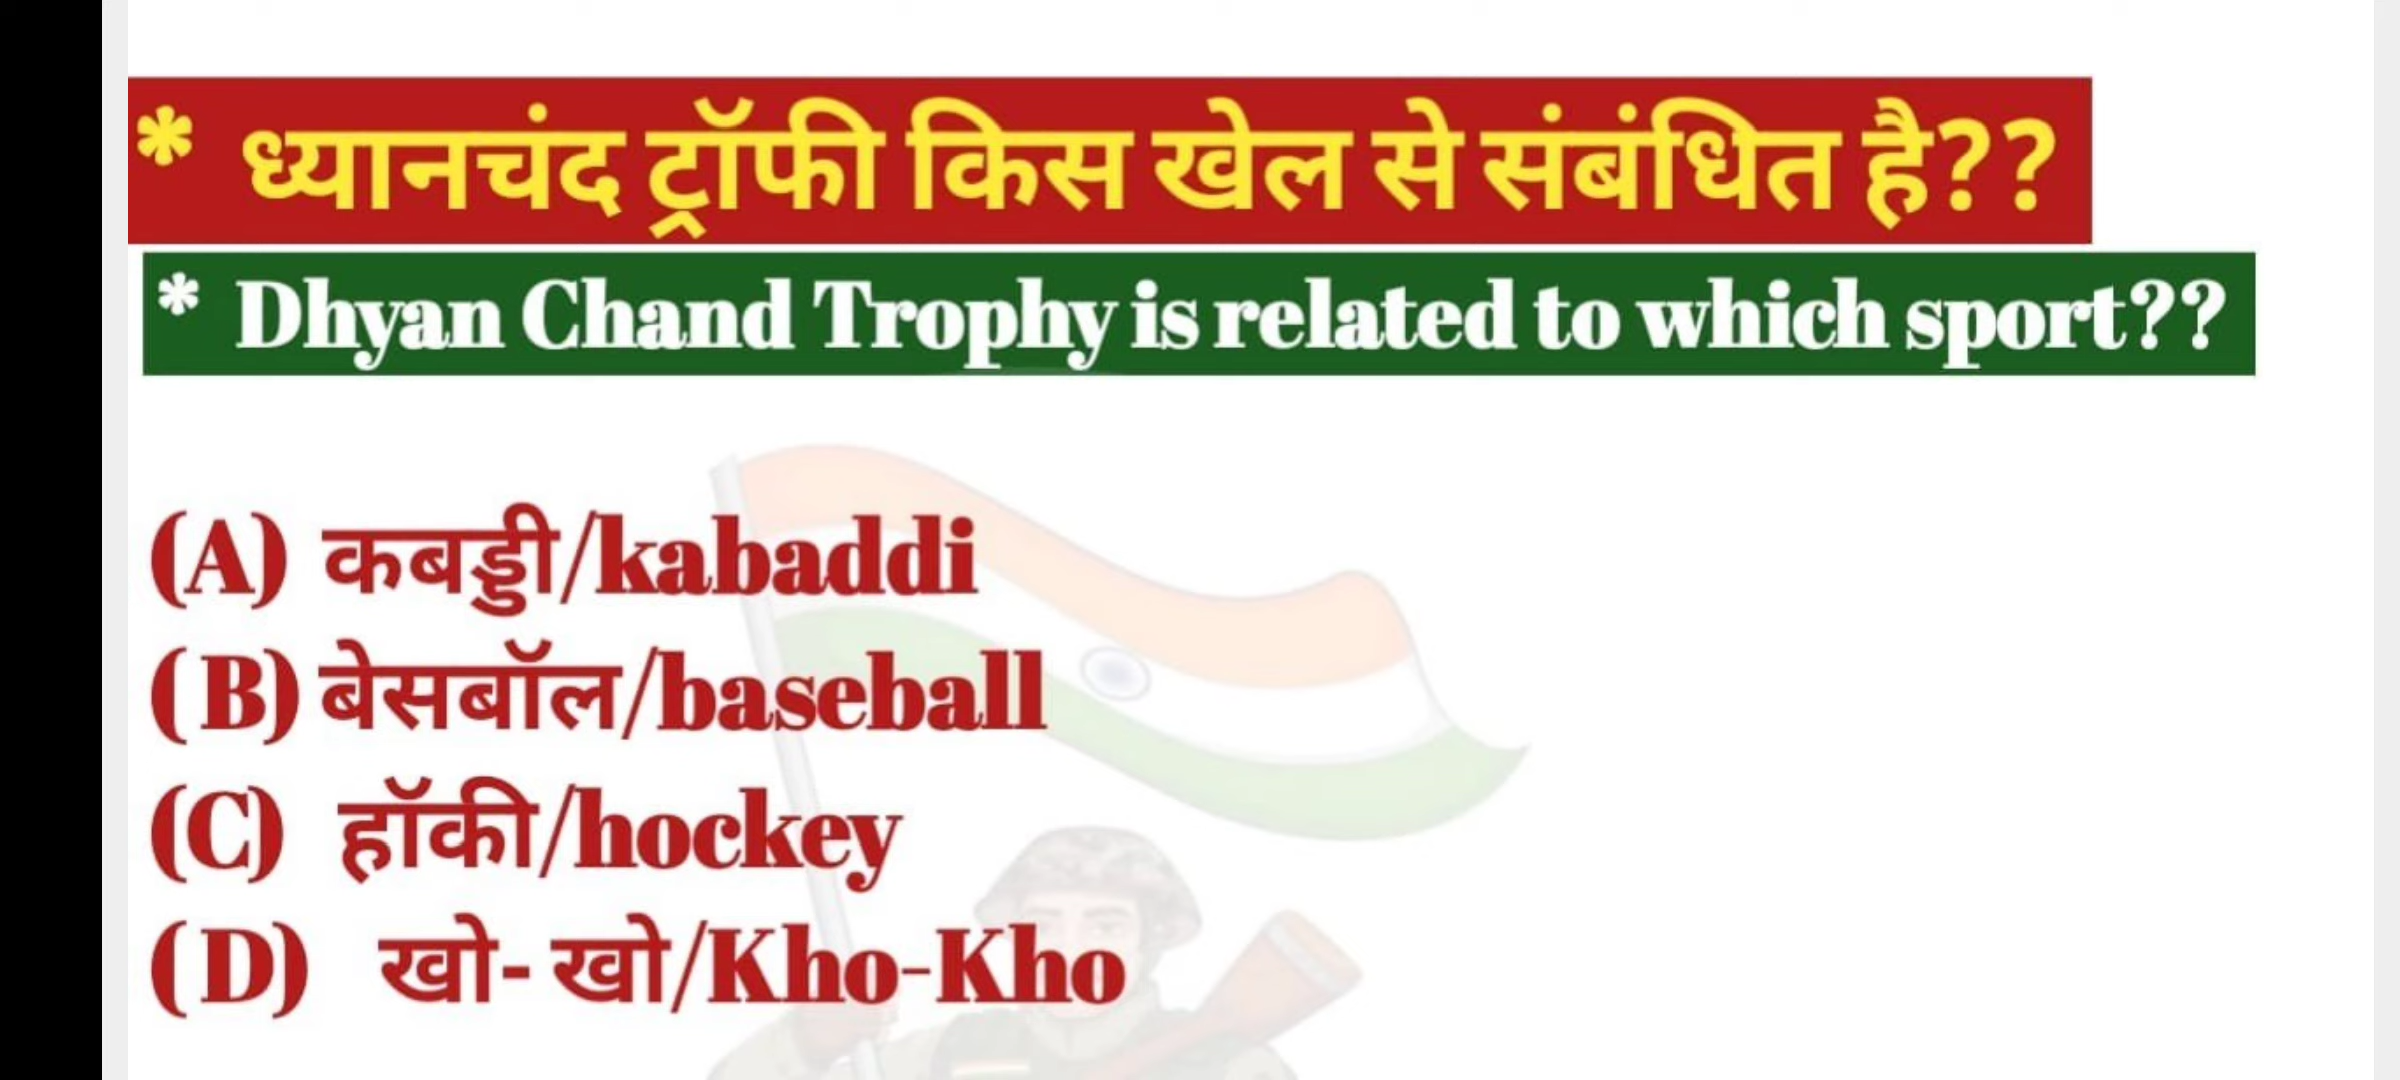 * ध्यानचंद ट्रॉफी किस खेल से संबंधित है??
* Dhyan Chand Trophy is related to which sport??
(A) कबड्डी/kabaddi
(B) बेसबॉल/baseball
(C) हॉकी/hockey
(D) खो- खो/Kho-Kho